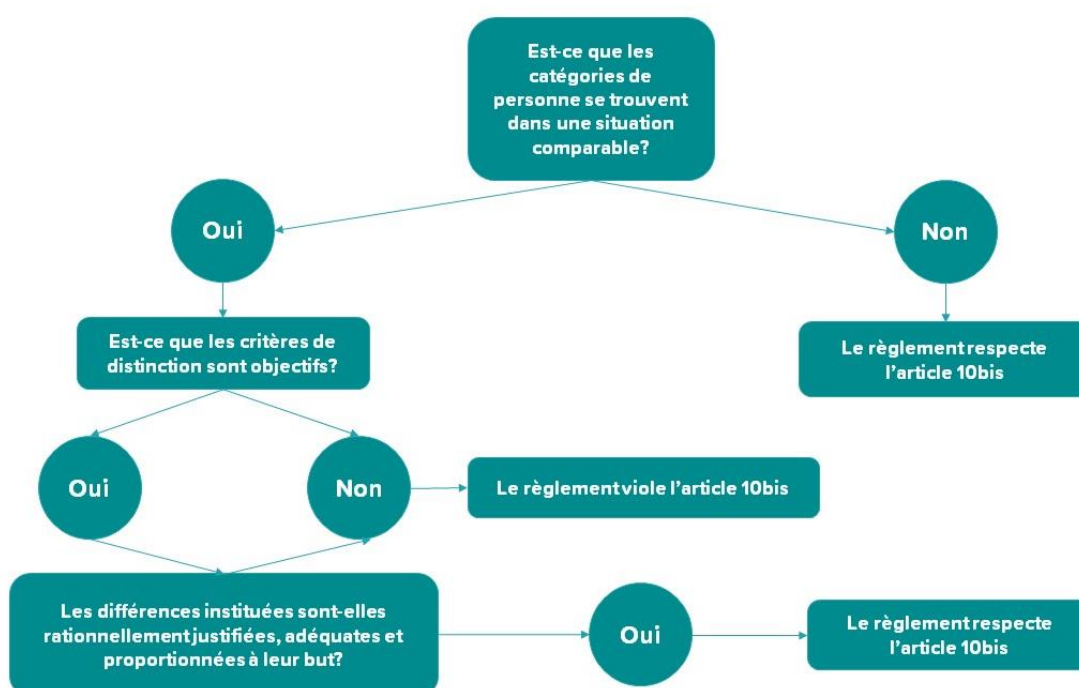 Est-ce que les
catégories de
personne se trouvent
dans une situation
comparable?
Oui
Non
Est-ce que les critères de
distinction sont objectifs?
Le règlement respecte
l'article 10bis
Oui
Non
Le règlement viole l'article 10bis
Les différences instituées sont-elles
rationnellement justifiées, adéquates et
proportionnées à leur but?
Oui
Le règlement respecte
l'article 10bis